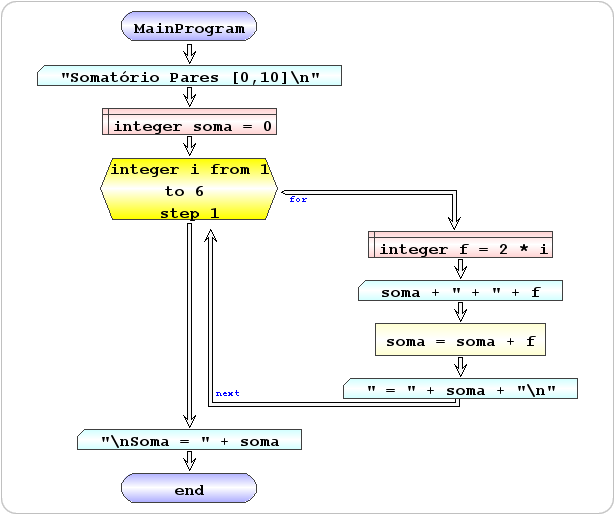 MainProgram
"Somatório Pares [0,10]\n"
integer soma = 0
integer i from 1
to 6
step 1
for
integer f = 2 * i
soma + " + " + f
soma = soma + f
" = " + soma + "\n"
next
"\nSoma = " + soma
end